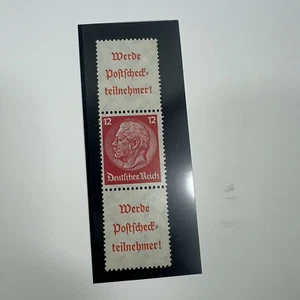 Werde
Postscheck-
teilnehmer!
12 12
Deutsches Reich
Werde
Postscheck-
teilnehmer!